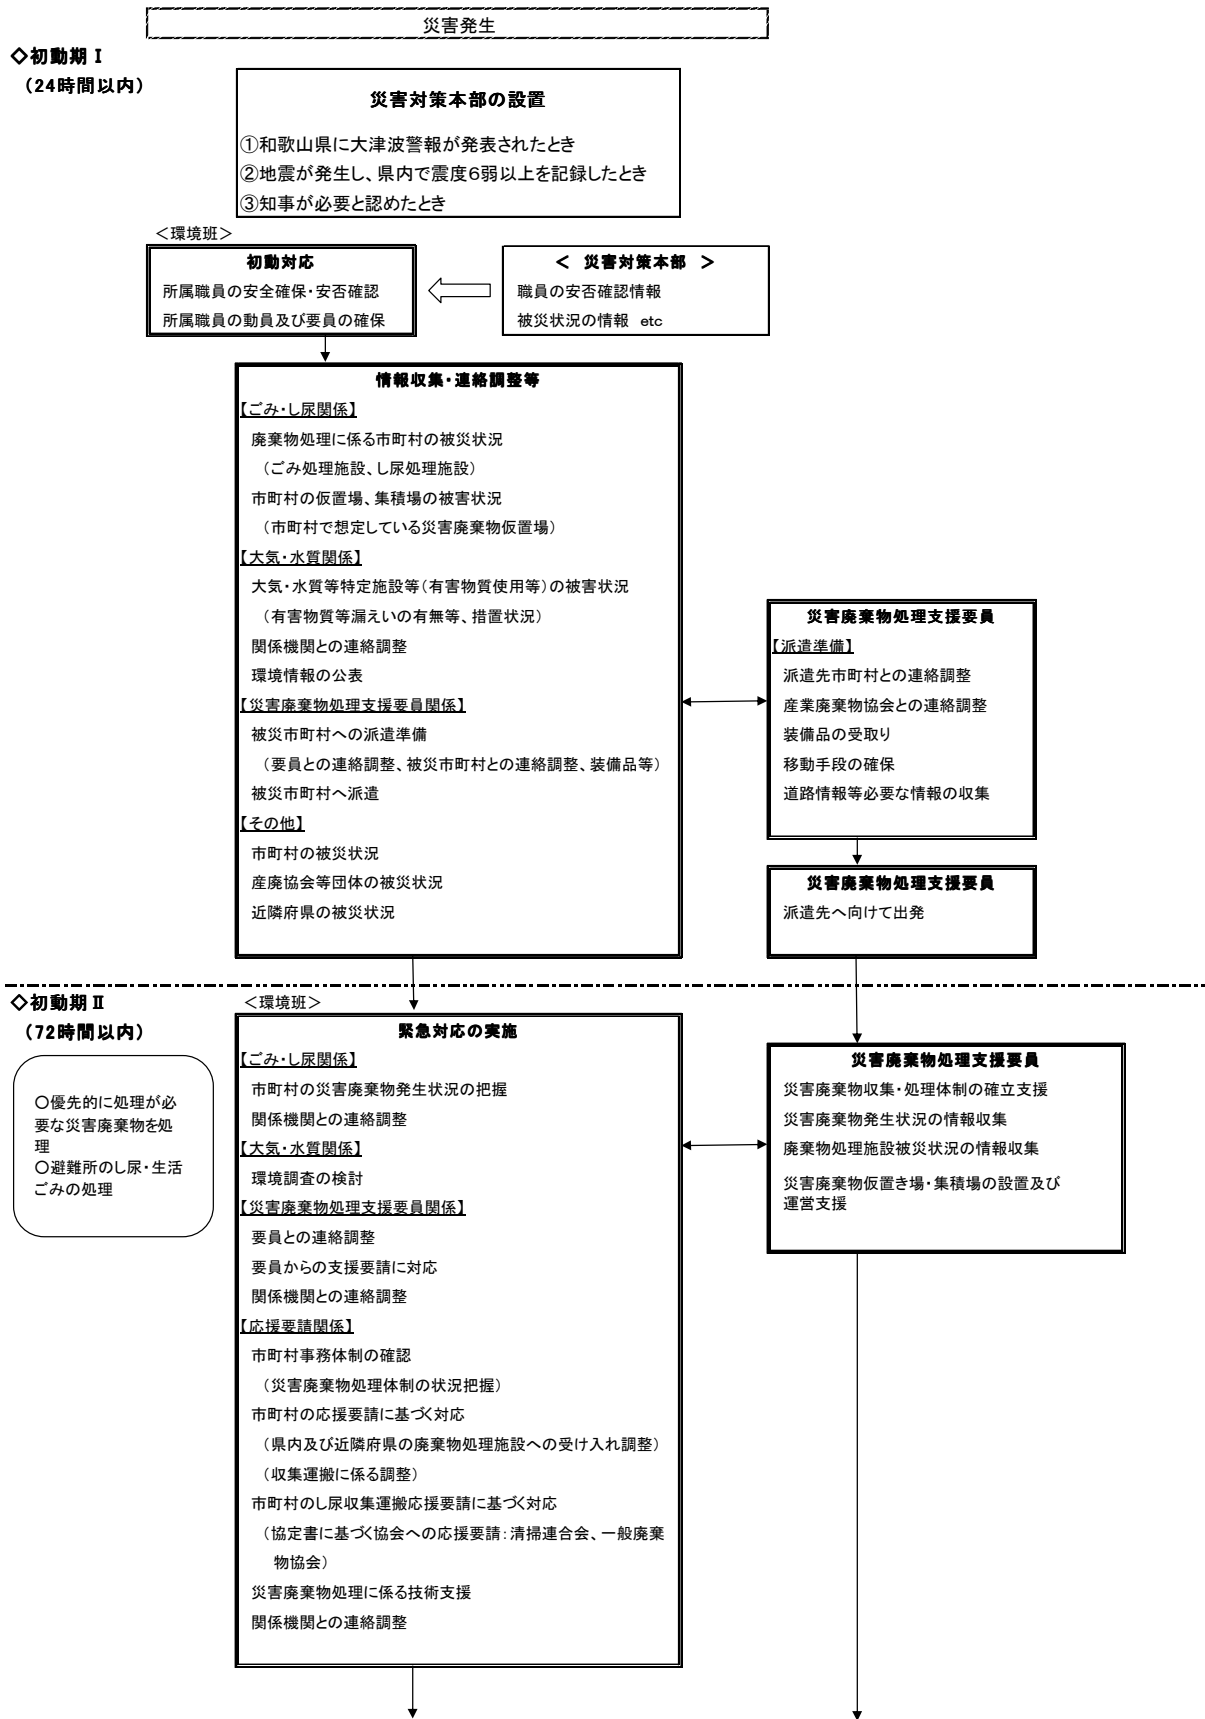 災害発生
◇初動期Ⅰ
（24時間以内）
災害対策本部の設置
①和歌山県に大津波警報が発表されたとき
②地震が発生し、県内で震度６弱以上を記録したとき
③知事が必要と認めたとき
＜環境班＞
初動対応
所属職員の安全確保・安否確認
所属職員の動員及び要員の確保
＜ 災害対策本部 ＞
職員の安否確認情報
被災状況の情報 etc
情報収集・連絡調整等
【ごみ・し尿関係】
廃棄物処理に係る市町村の被災状況
（ごみ処理施設、し尿処理施設）
市町村の仮置場、集積場の被害状況
（市町村で想定している災害廃棄物仮置場）
【大気・水質関係】
大気・水質等特定施設等（有害物質使用等）の被害状況
（有害物質等漏えいの有無等、措置状況）
関係機関との連絡調整
環境情報の公表
【災害廃棄物処理支援要員関係】
被災市町村への派遣準備
（要員との連絡調整、被災市町村との連絡調整、装備品等）
被災市町村へ派遣
【その他】
市町村の被災状況
産廃協会等団体の被災状況
近隣府県の被災状況
災害廃棄物処理支援要員
【派遣準備】
派遣先市町村との連絡調整
産業廃棄物協会との連絡調整
装備品の受取り
移動手段の確保
道路情報等必要な情報の収集
災害廃棄物処理支援要員
派遣先へ向けて出発
◇初動期Ⅱ
（72時間以内）
〇優先的に処理が必
要な災害廃棄物を処
理
〇避難所のし尿・生活
ごみの処理
＜環境班＞
緊急対応の実施
【ごみ・し尿関係】
市町村の災害廃棄物発生状況の把握
関係機関との連絡調整
【大気・水質関係】
環境調査の検討
【災害廃棄物処理支援要員関係】
要員との連絡調整
要員からの支援要請に対応
関係機関との連絡調整
【応援要請関係】
市町村事務体制の確認
（災害廃棄物処理体制の状況把握）
市町村の応援要請に基づく対応
（県内及び近隣府県の廃棄物処理施設への受け入れ調整）
（収集運搬に係る調整）
市町村のし尿収集運搬応援要請に基づく対応
（協定書に基づく協会への応援要請：清掃連合会、一般廃棄
物協会）
災害廃棄物処理に係る技術支援
関係機関との連絡調整
災害廃棄物処理支援要員
災害廃棄物収集・処理体制の確立支援
災害廃棄物発生状況の情報収集
廃棄物処理施設被災状況の情報収集
災害廃棄物仮置き場・集積場の設置及び
運営支援